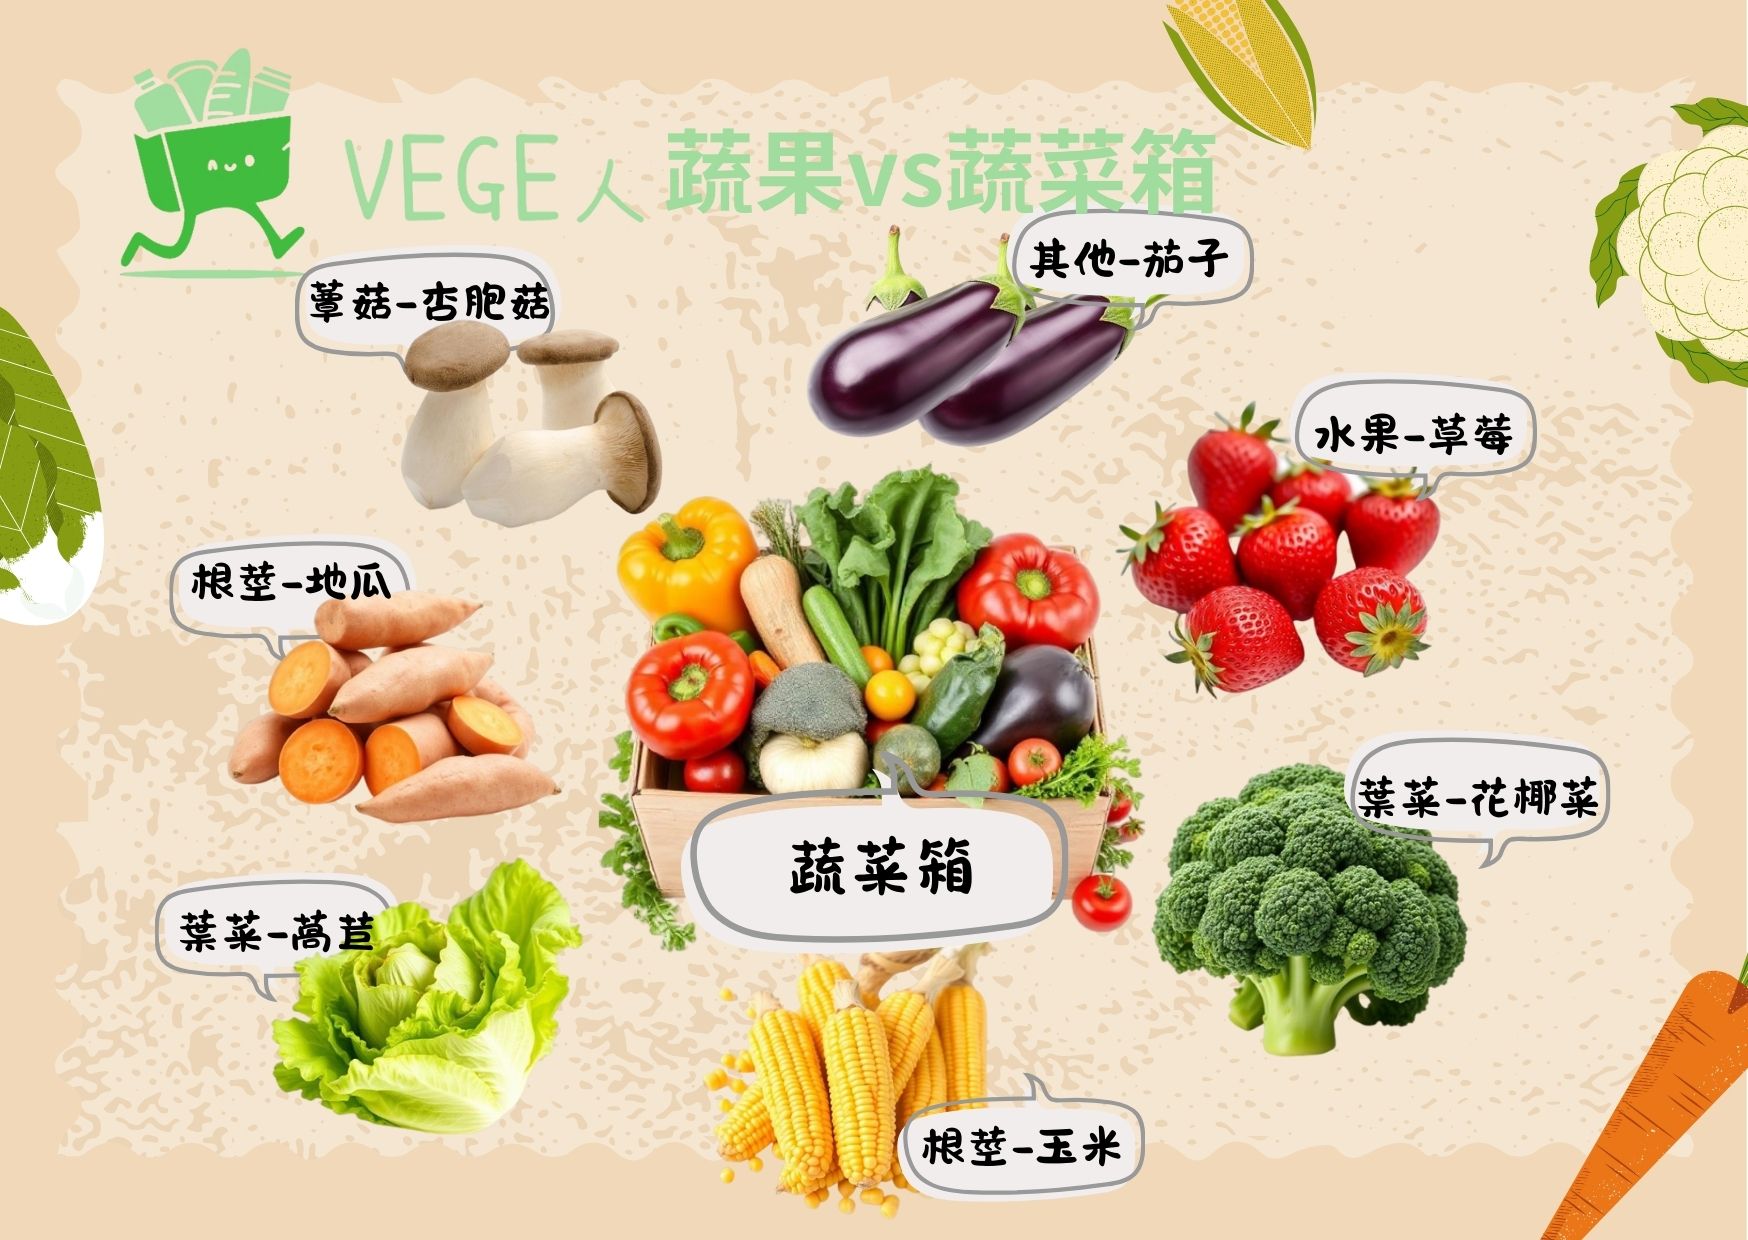 VEGE人 蔬果vs蔬菜箱
其他-茄子
蕈菇-杏胞菇
水果-草莓
根莖-地瓜
葉菜-花椰菜
蔬菜箱
葉菜-萵苣
根莖-玉米